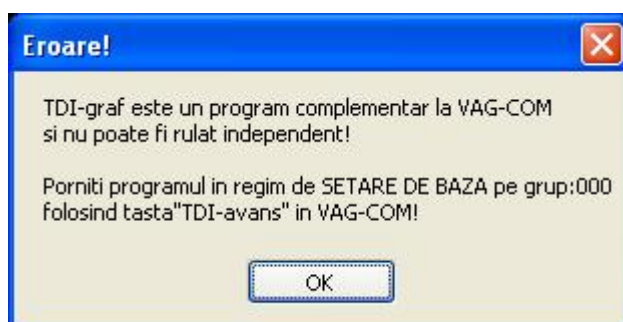 Eroare!
TDI-graf este un program complementar la VAG-COM
si nu poate fi rulat independent!
Porniti programul in regim de SETARE DE BAZA pe grup:000
folosind tasta"TDI-avans" in VAG-COM!
OK